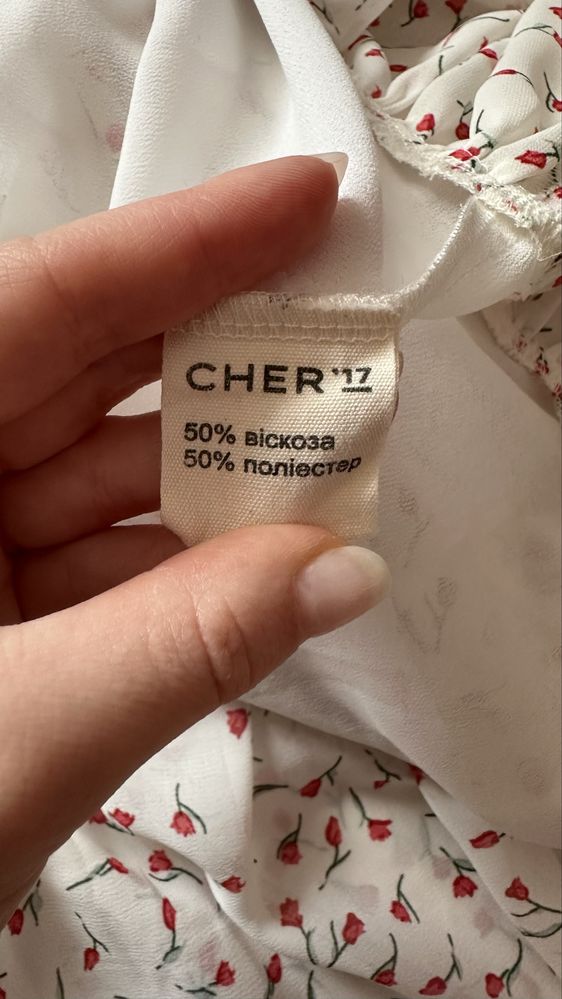 CHER '17
50% віскоза
50% поліестер